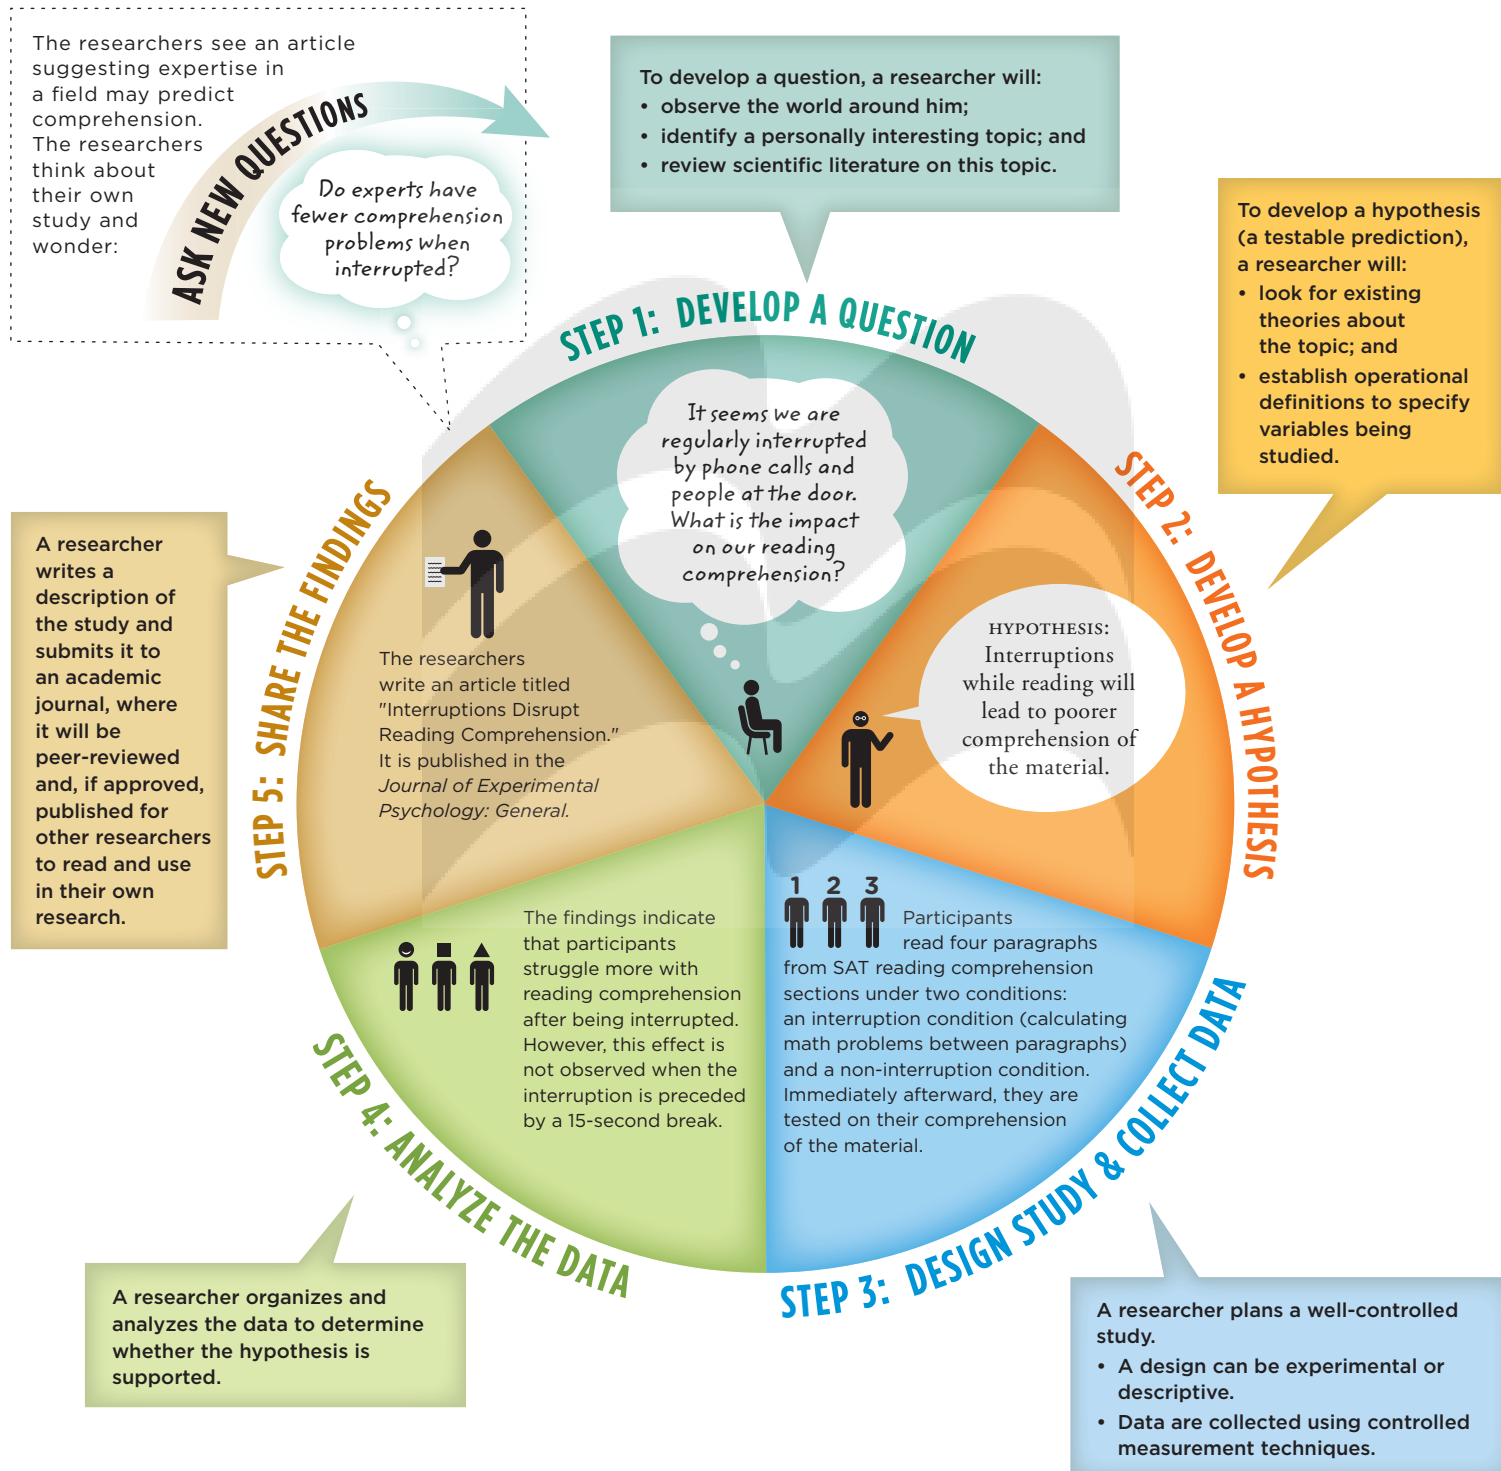 The researchers see an article
suggesting expertise in
a field may predict
comprehension.
The researchers
think about
their own
study and
wonder:
ASK NEW QUESTIONS
Do experts have
fewer comprehension
problems when
interrupted?
To develop a question, a researcher will:
• observe the world around him;
• identify a personally interesting topic; and
• review scientific literature on this topic.
STEP 1: DEVELOP A QUESTION
It seems we are
regularly interrupted
by phone calls and
people at the door.
What is the impact
on our reading
comprehension?
To develop a hypothesis
(a testable prediction),
a researcher will:
• look for existing
theories about
the topic; and
• establish operational
definitions to specify
variables being
studied.
STEP 2: DEVELOP A HYPOTHESIS
HYPOTHESIS:
Interruptions
while reading will
lead to poorer
comprehension of
the material.
1 2 3
Participants
read four paragraphs
from SAT reading comprehension
sections under two conditions:
an interruption condition (calculating
math problems between paragraphs)
and a non-interruption condition.
Immediately afterward, they are
tested on their comprehension
of the material.
STEP 3: DESIGN STUDY & COLLECT DATA
A researcher plans a well-controlled
study.
• A design can be experimental or
descriptive.
• Data are collected using controlled
measurement techniques.
The findings indicate
that participants
struggle more with
reading comprehension
after being interrupted.
However, this effect is
not observed when the
interruption is preceded
by a 15-second break.
STEP 4: ANALYZE THE DATA
A researcher organizes and
analyzes the data to determine
whether the hypothesis is
supported.
The researchers
write an article titled
"Interruptions Disrupt
Reading Comprehension."
It is published in the
Journal of Experimental
Psychology: General.
STEP 5: SHARE THE FINDINGS
A researcher
writes a
description of
the study and
submits it to
an academic
journal, where
it will be
peer-reviewed
and, if approved,
published for
other researchers
to read and use
in their own
research.